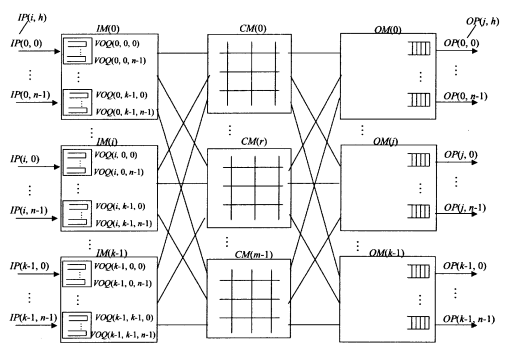 IP(i, h)
IM(0)
CM(0)
OM(0)
OP(j, h)
IP(0, 0)
VOQ(0, 0, 0)
VOQ(0, 0, n-1)
OP(0, 0)
IP(0, n-1)
VOQ(0, k-1, 0)
VOQ(0, k-1, n-1)
OP(0, n-1)
IM(i)
CM(r)
OM(j)
IP(i, 0)
VOQ(i, 0, 0)
VOQ(i, 0, n-1)
OP(j, 0)
IP(i, n-1)
VOQ(i, k-1, 0)
VOQ(i, k-1, n-1)
OP(j, n-1)
IM(k-1)
CM(m-1)
OM(k-1)
IP(k-1, 0)
VOQ(k-1, 0, 0)
VOQ(k-1, 0, n-1)
OP(k-1, 0)
IP(k-1, n-1)
VOQ(k-1, k-1, 0)
VOQ(k-1, k-1, n-1)
OP(k-1, n-1)